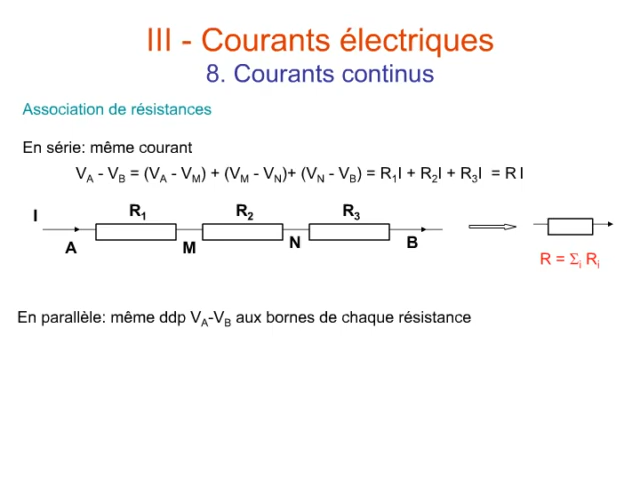 III - Courants électriques
8. Courants continus
Association de résistances
En série: même courant
V_A - V_B = (V_A - V_M) + (V_M - V_N)+ (V_N - V_B) = R_1I + R_2I + R_3I = R I
I R_1 R_2 R_3
A M N B
R = Σ_i R_i
En parallèle: même ddp V_A-V_B aux bornes de chaque résistance